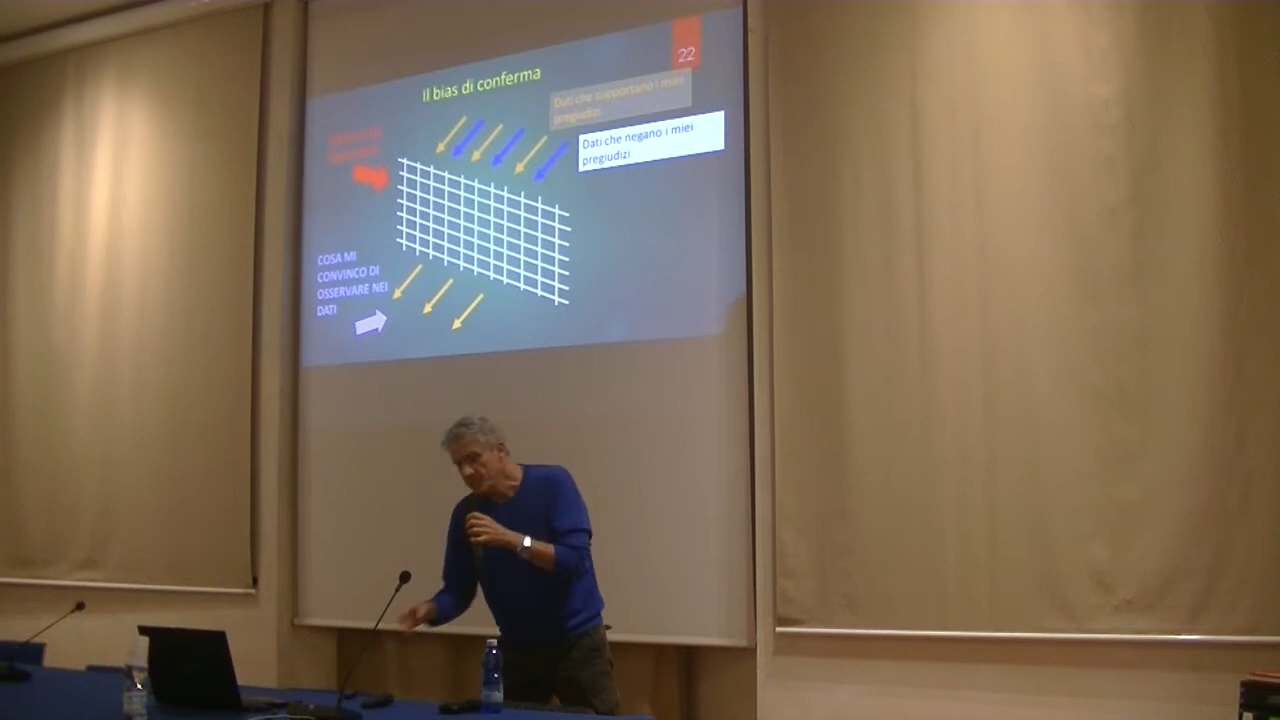 22
Il bias di conferma
Dati che supportano i miei
pregiudizi
Dati che negano i miei
pregiudizi
COSA MI
CONVINCO DI
OSSERVARE NEI
DATI